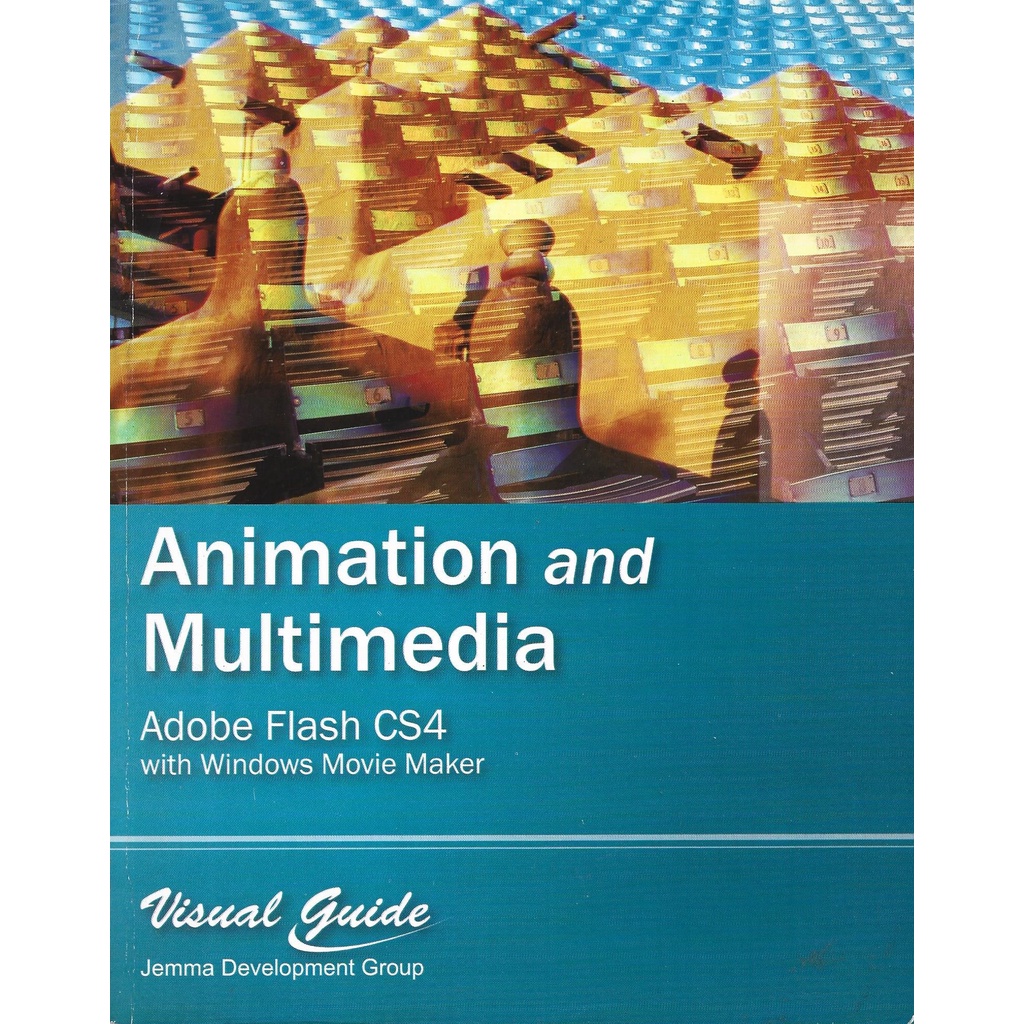 Animation and
Multimedia
Adobe Flash CS4
with Windows Movie Maker
Visual Guide
Jemma Development Group